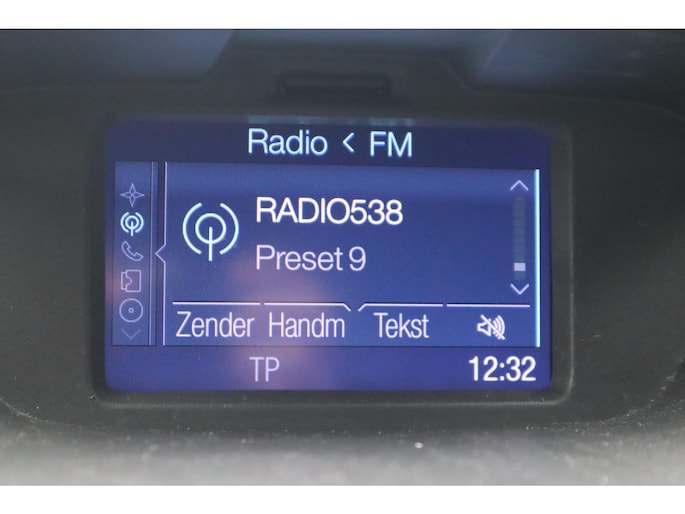 Radio < FM
RADIO538
Preset 9
Zender Handm Tekst
TP 12:32